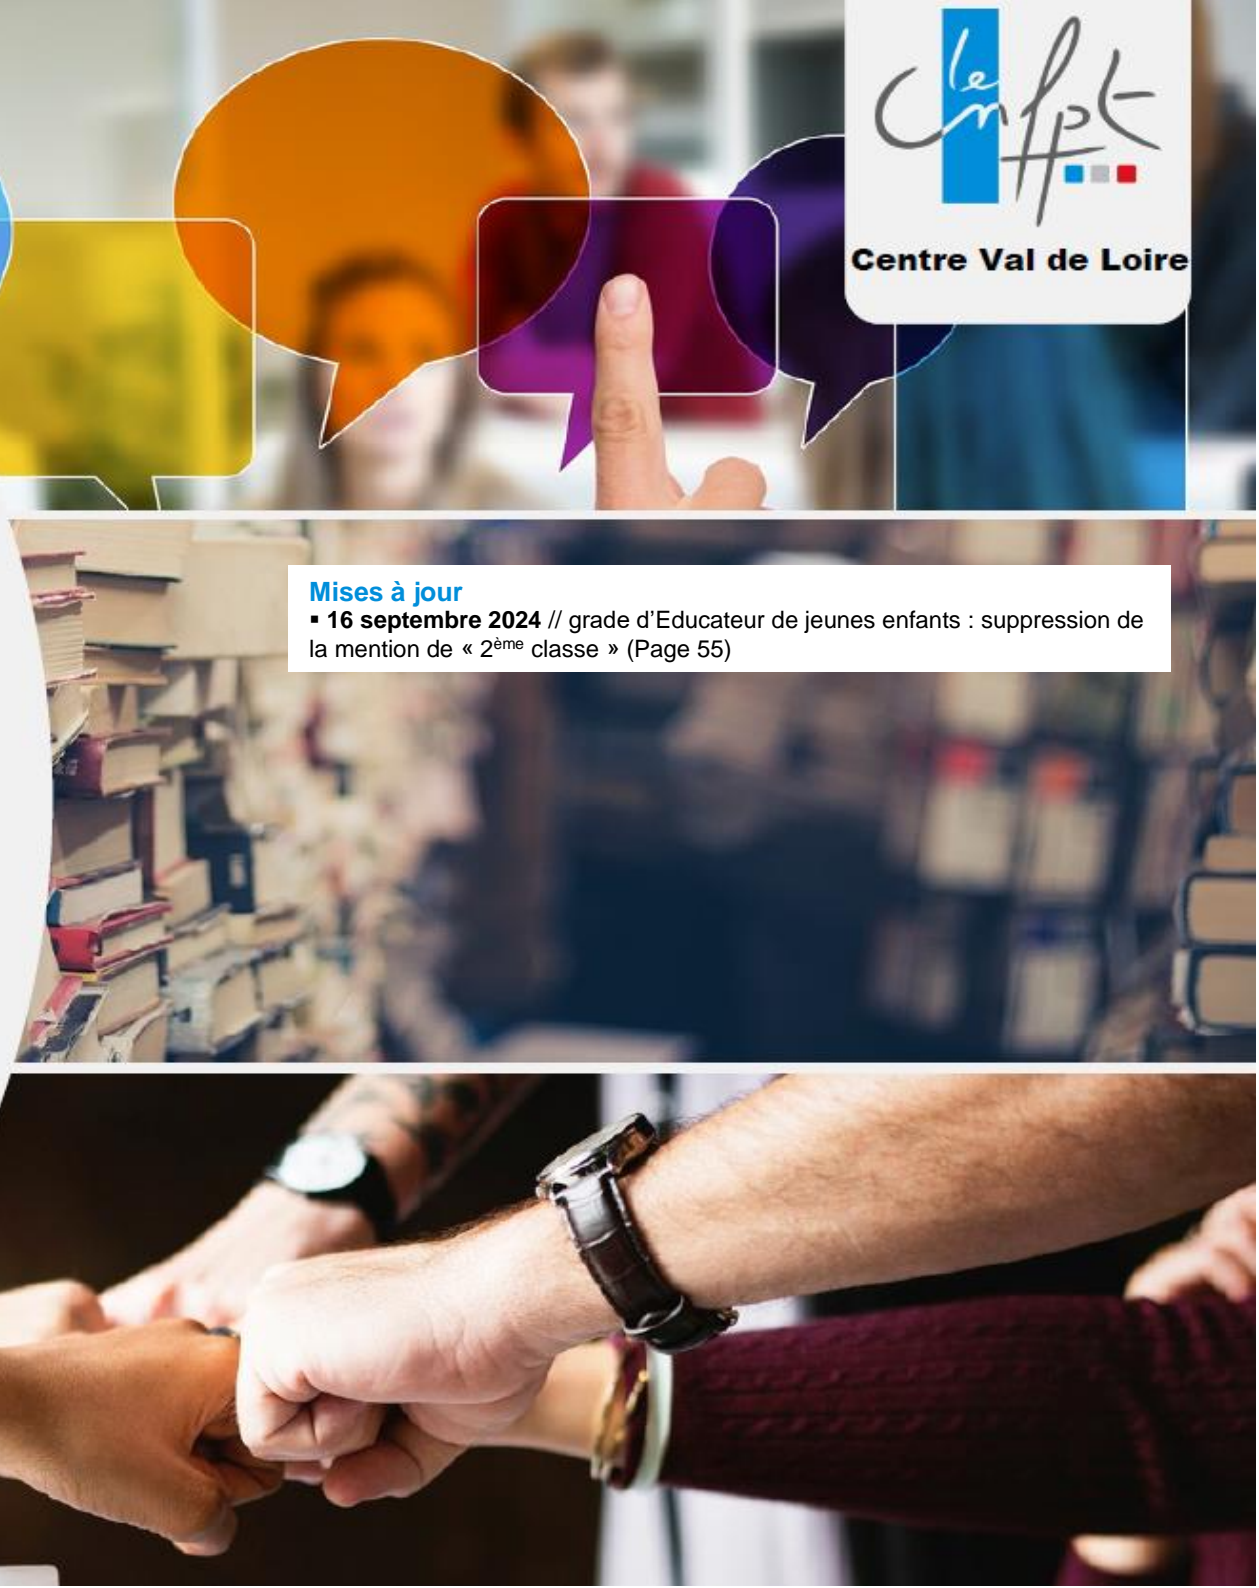 le
cnfpt
Centre Val de Loire
Mises à jour
▪ 16 septembre 2024 // grade d’Educateur de jeunes enfants : suppression de
la mention de « 2ème classe » (Page 55)